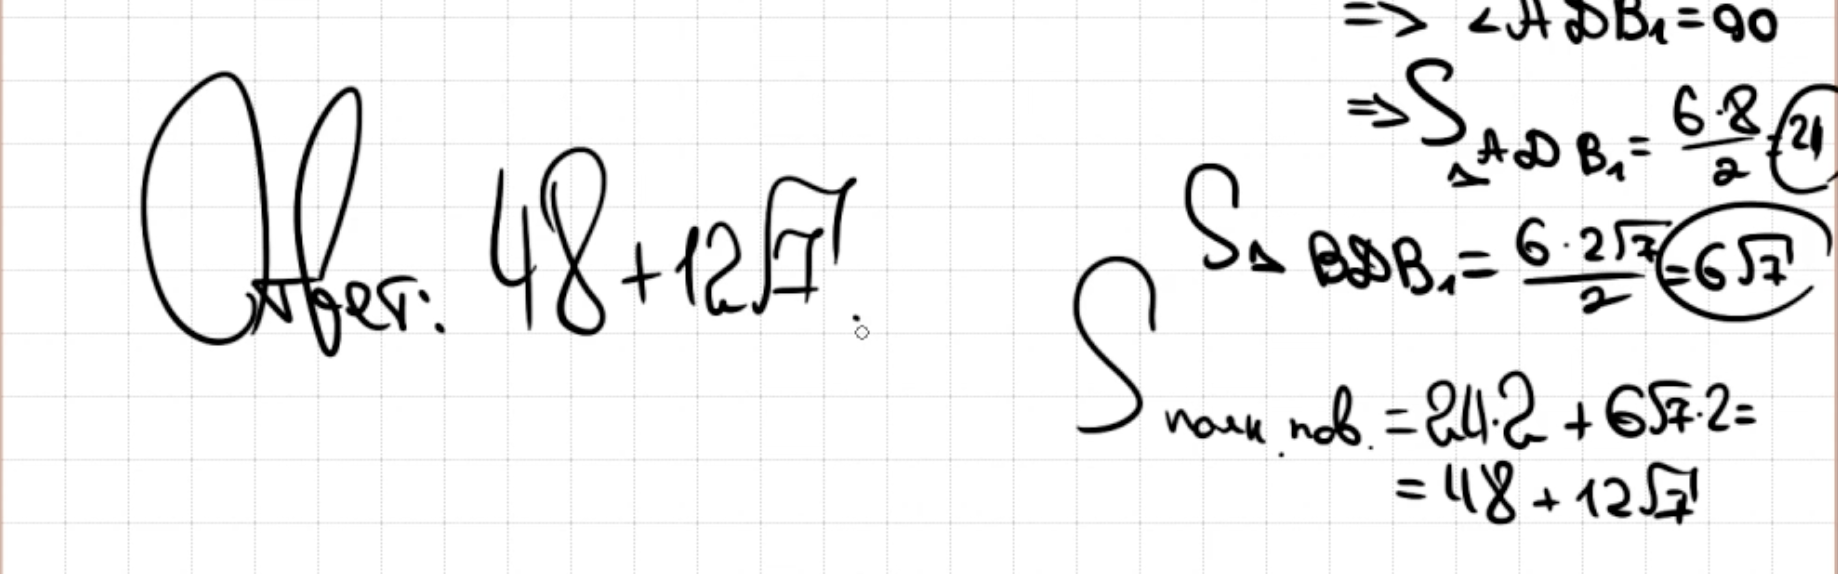 => ∠ADB₁=90
=> S△ADB₁ = 6·8/2 = 24
S△BDB₁ = 6·2√7/2 = 6√7
Ответ: 48+12√7.
Sполн. пов. = 24·2 + 6√7·2 =
= 48 + 12√7